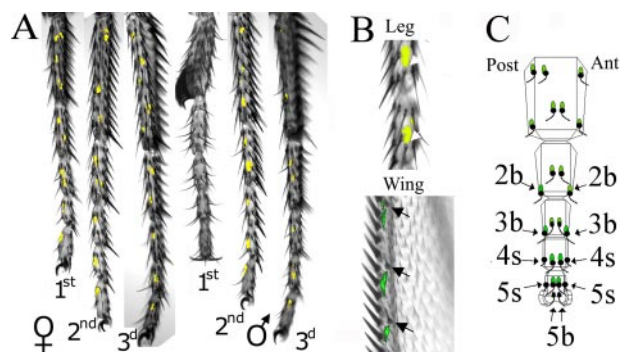 A
1st
2nd
3d
♀
1st
2nd
♂
3d
B
Leg
Wing
C
Post
Ant
2b
2b
3b
3b
4s
4s
5s
5s
5b